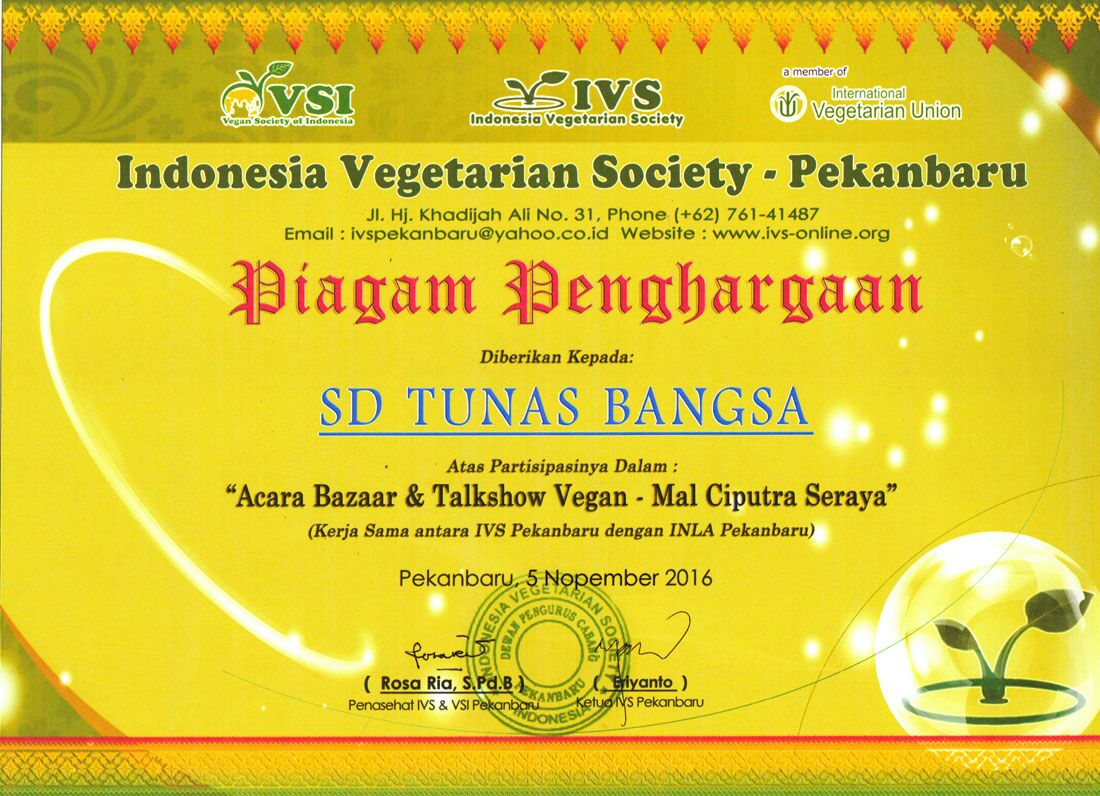 VSI
Vegan Society of Indonesia
IVS
Indonesia Vegetarian Society
a member of
International
Vegetarian Union
Indonesia Vegetarian Society - Pekanbaru
Jl. Hj. Khadijah Ali No. 31, Phone (+62) 761-41487
Email : ivspekanbaru@yahoo.co.id Website : www.ivs-online.org
Piagam Penghargaan
Diberikan Kepada:
SD TUNAS BANGSA
Atas Partisipasinya Dalam :
“Acara Bazaar & Talkshow Vegan - Mal Ciputra Seraya”
(Kerja Sama antara IVS Pekanbaru dengan INLA Pekanbaru)
Pekanbaru, 5 Nopember 2016
INDONESIA VEGETARIAN SOCIETY
DEWAN PENGURUS CABANG
PEKANBARU
INDONESIA
( Rosa Ria, S.Pd.B ) ( Eriyanto )
Penasehat IVS & VSI Pekanbaru Ketua IVS Pekanbaru